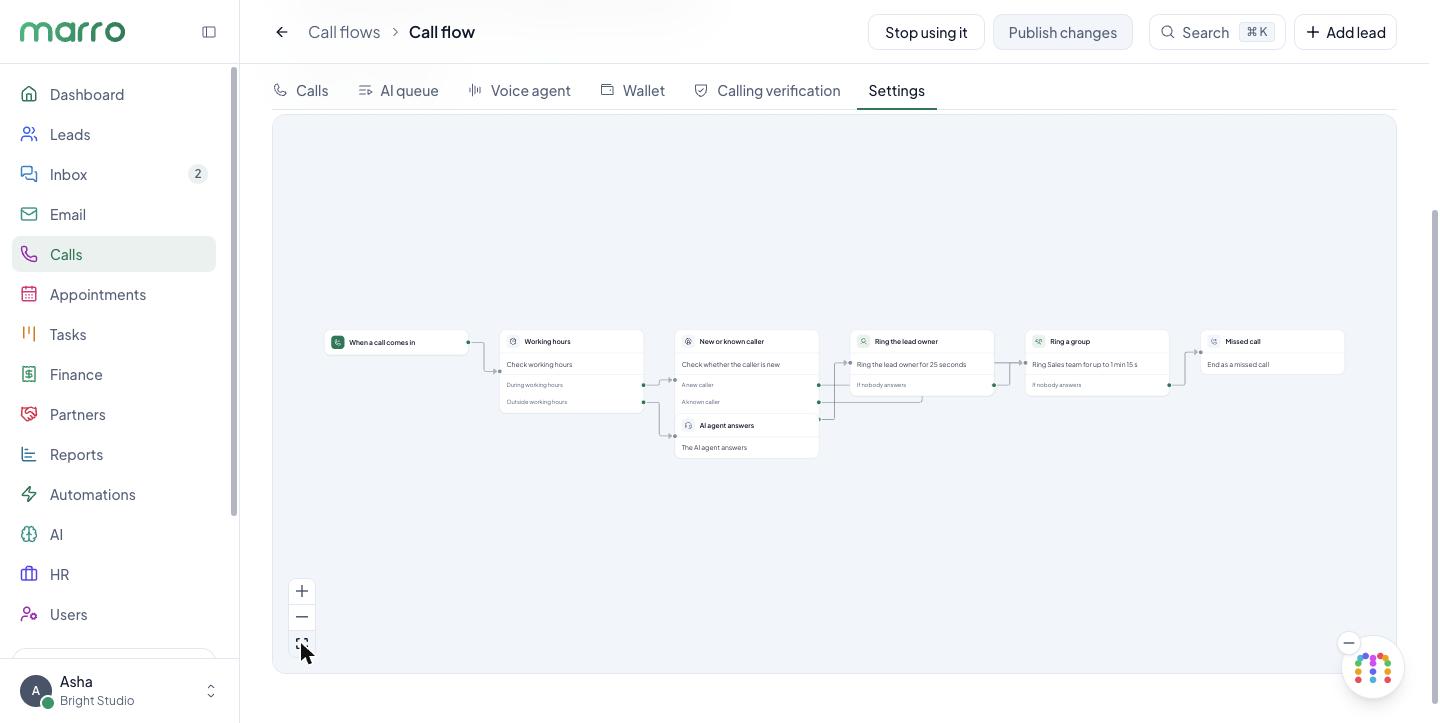 marro
Call flows
Call flow
Stop using it
Publish changes
Search
⌘ K
Add lead
Calls
AI queue
Voice agent
Wallet
Calling verification
Settings
Dashboard
Leads
Inbox
2
Email
Calls
Appointments
Tasks
Finance
Partners
Reports
Automations
AI
HR
Users
A
Asha
Bright Studio
When a call comes in
Working hours
Check working hours
During working hours
Outside working hours
New or known caller
Check whether the caller is new
A new caller
A known caller
AI agent answers
The AI agent answers
Ring the lead owner
Ring the lead owner for 25 seconds
If nobody answers
Ring a group
Ring Sales team for up to 1 min 15 s
If nobody answers
Missed call
End as a missed call